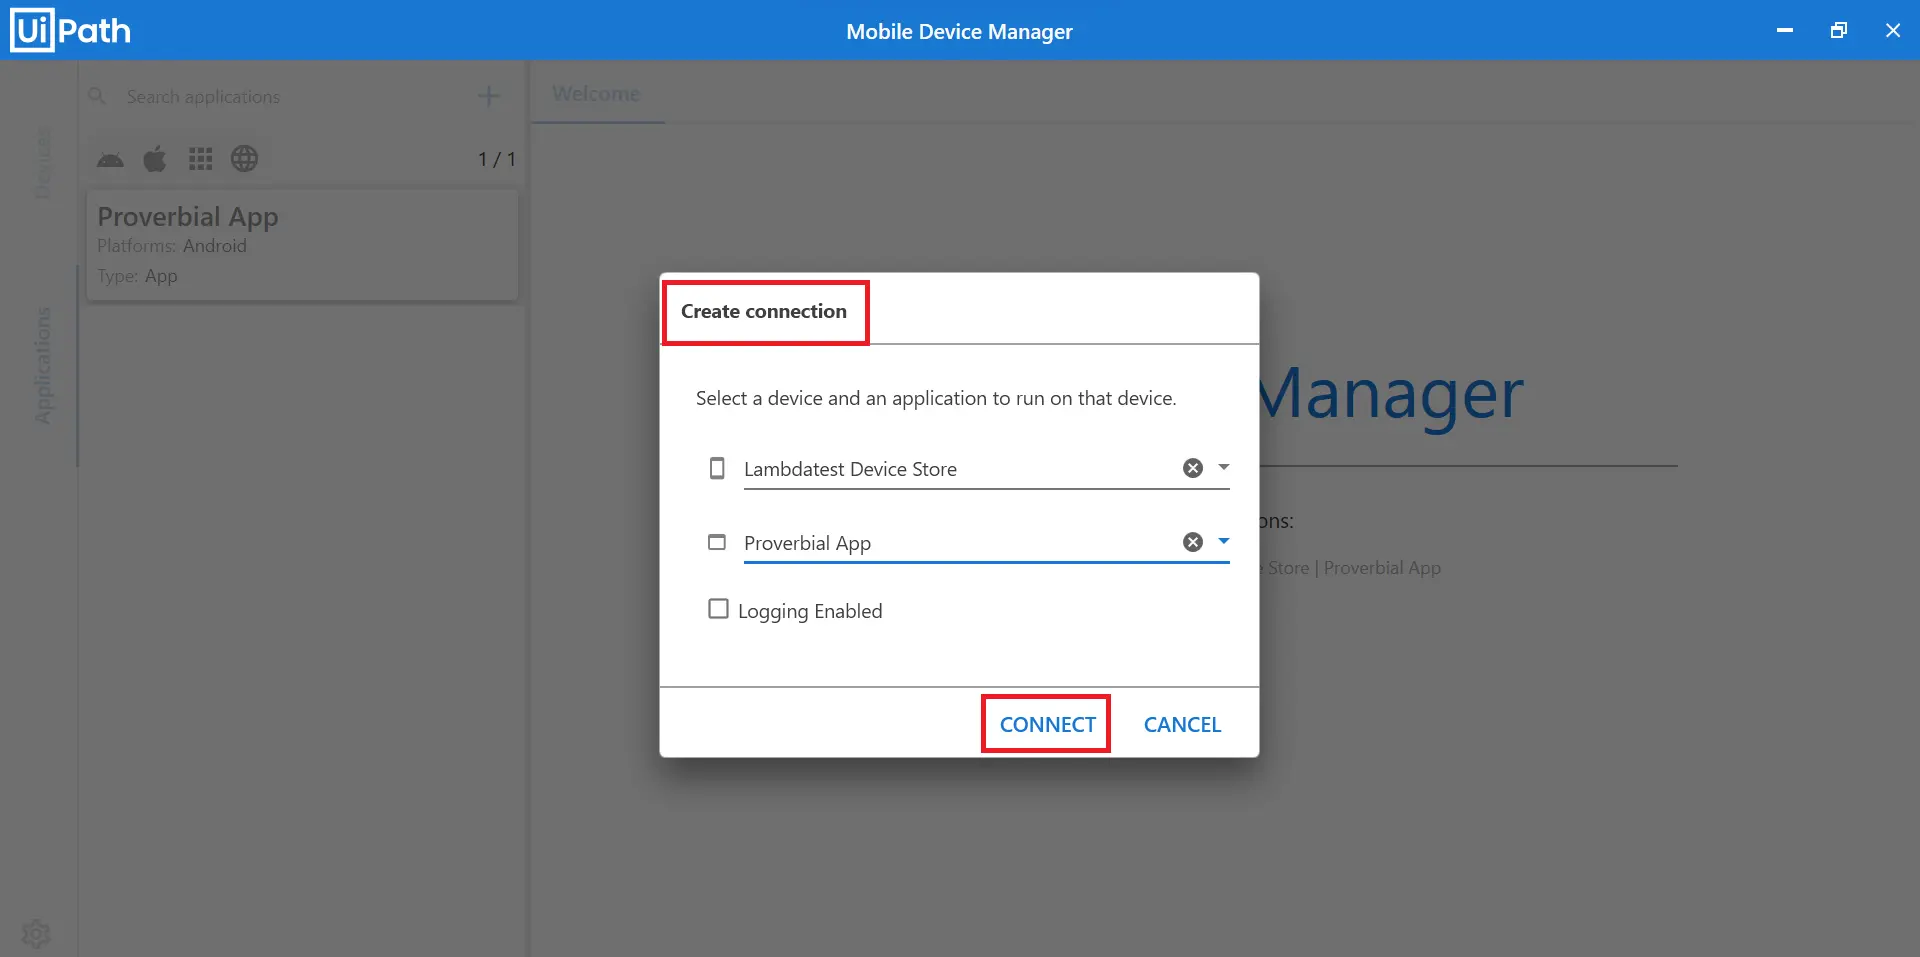 UiPath
Mobile Device Manager
Search applications
Welcome
Devices
1 / 1
Proverbial App
Platforms: Android
Type: App
Applications
Create connection
Select a device and an application to run on that device.
Manager
Lambdatest Device Store
ons:
Proverbial App
Store | Proverbial App
Logging Enabled
CONNECT
CANCEL